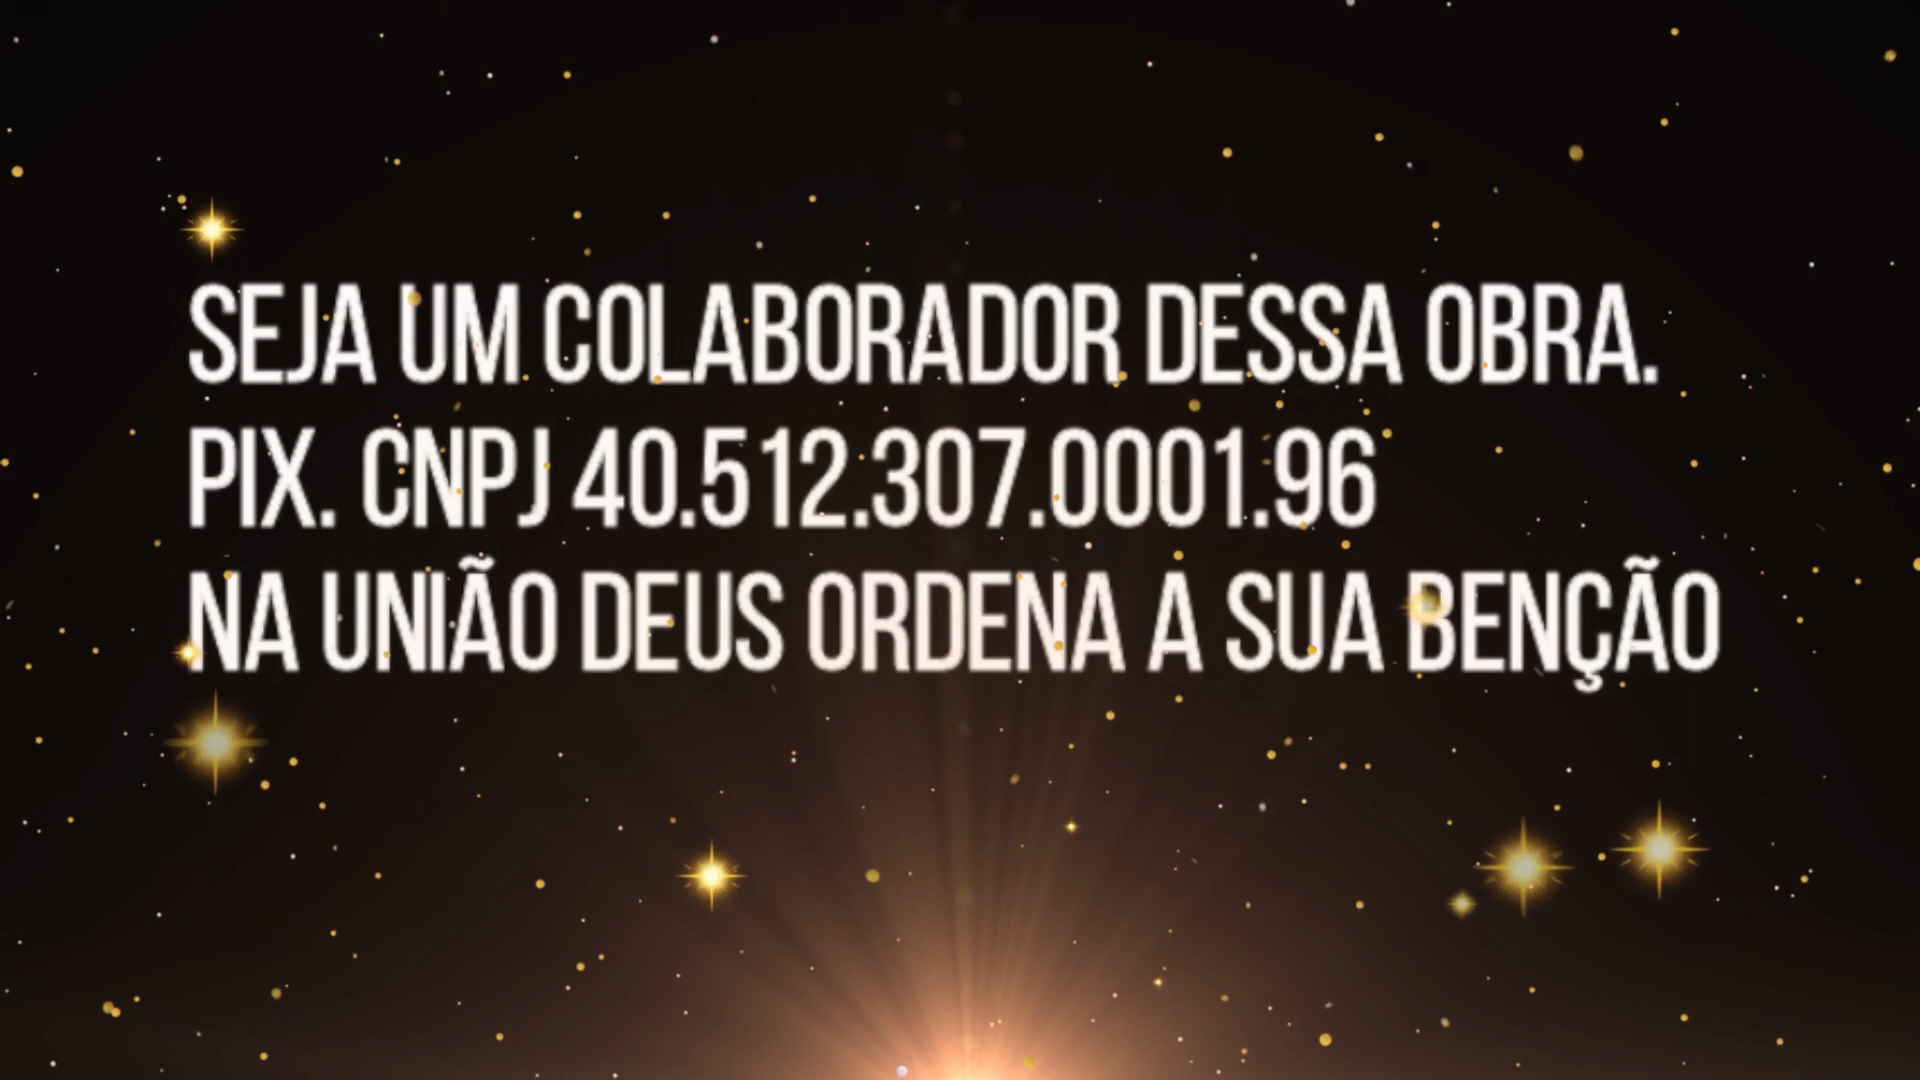 SEJA UM COLABORADOR DESSA OBRA.
PIX. CNPJ 40.512.307.0001.96
NA UNIÃO DEUS ORDENA A SUA BENÇÃO